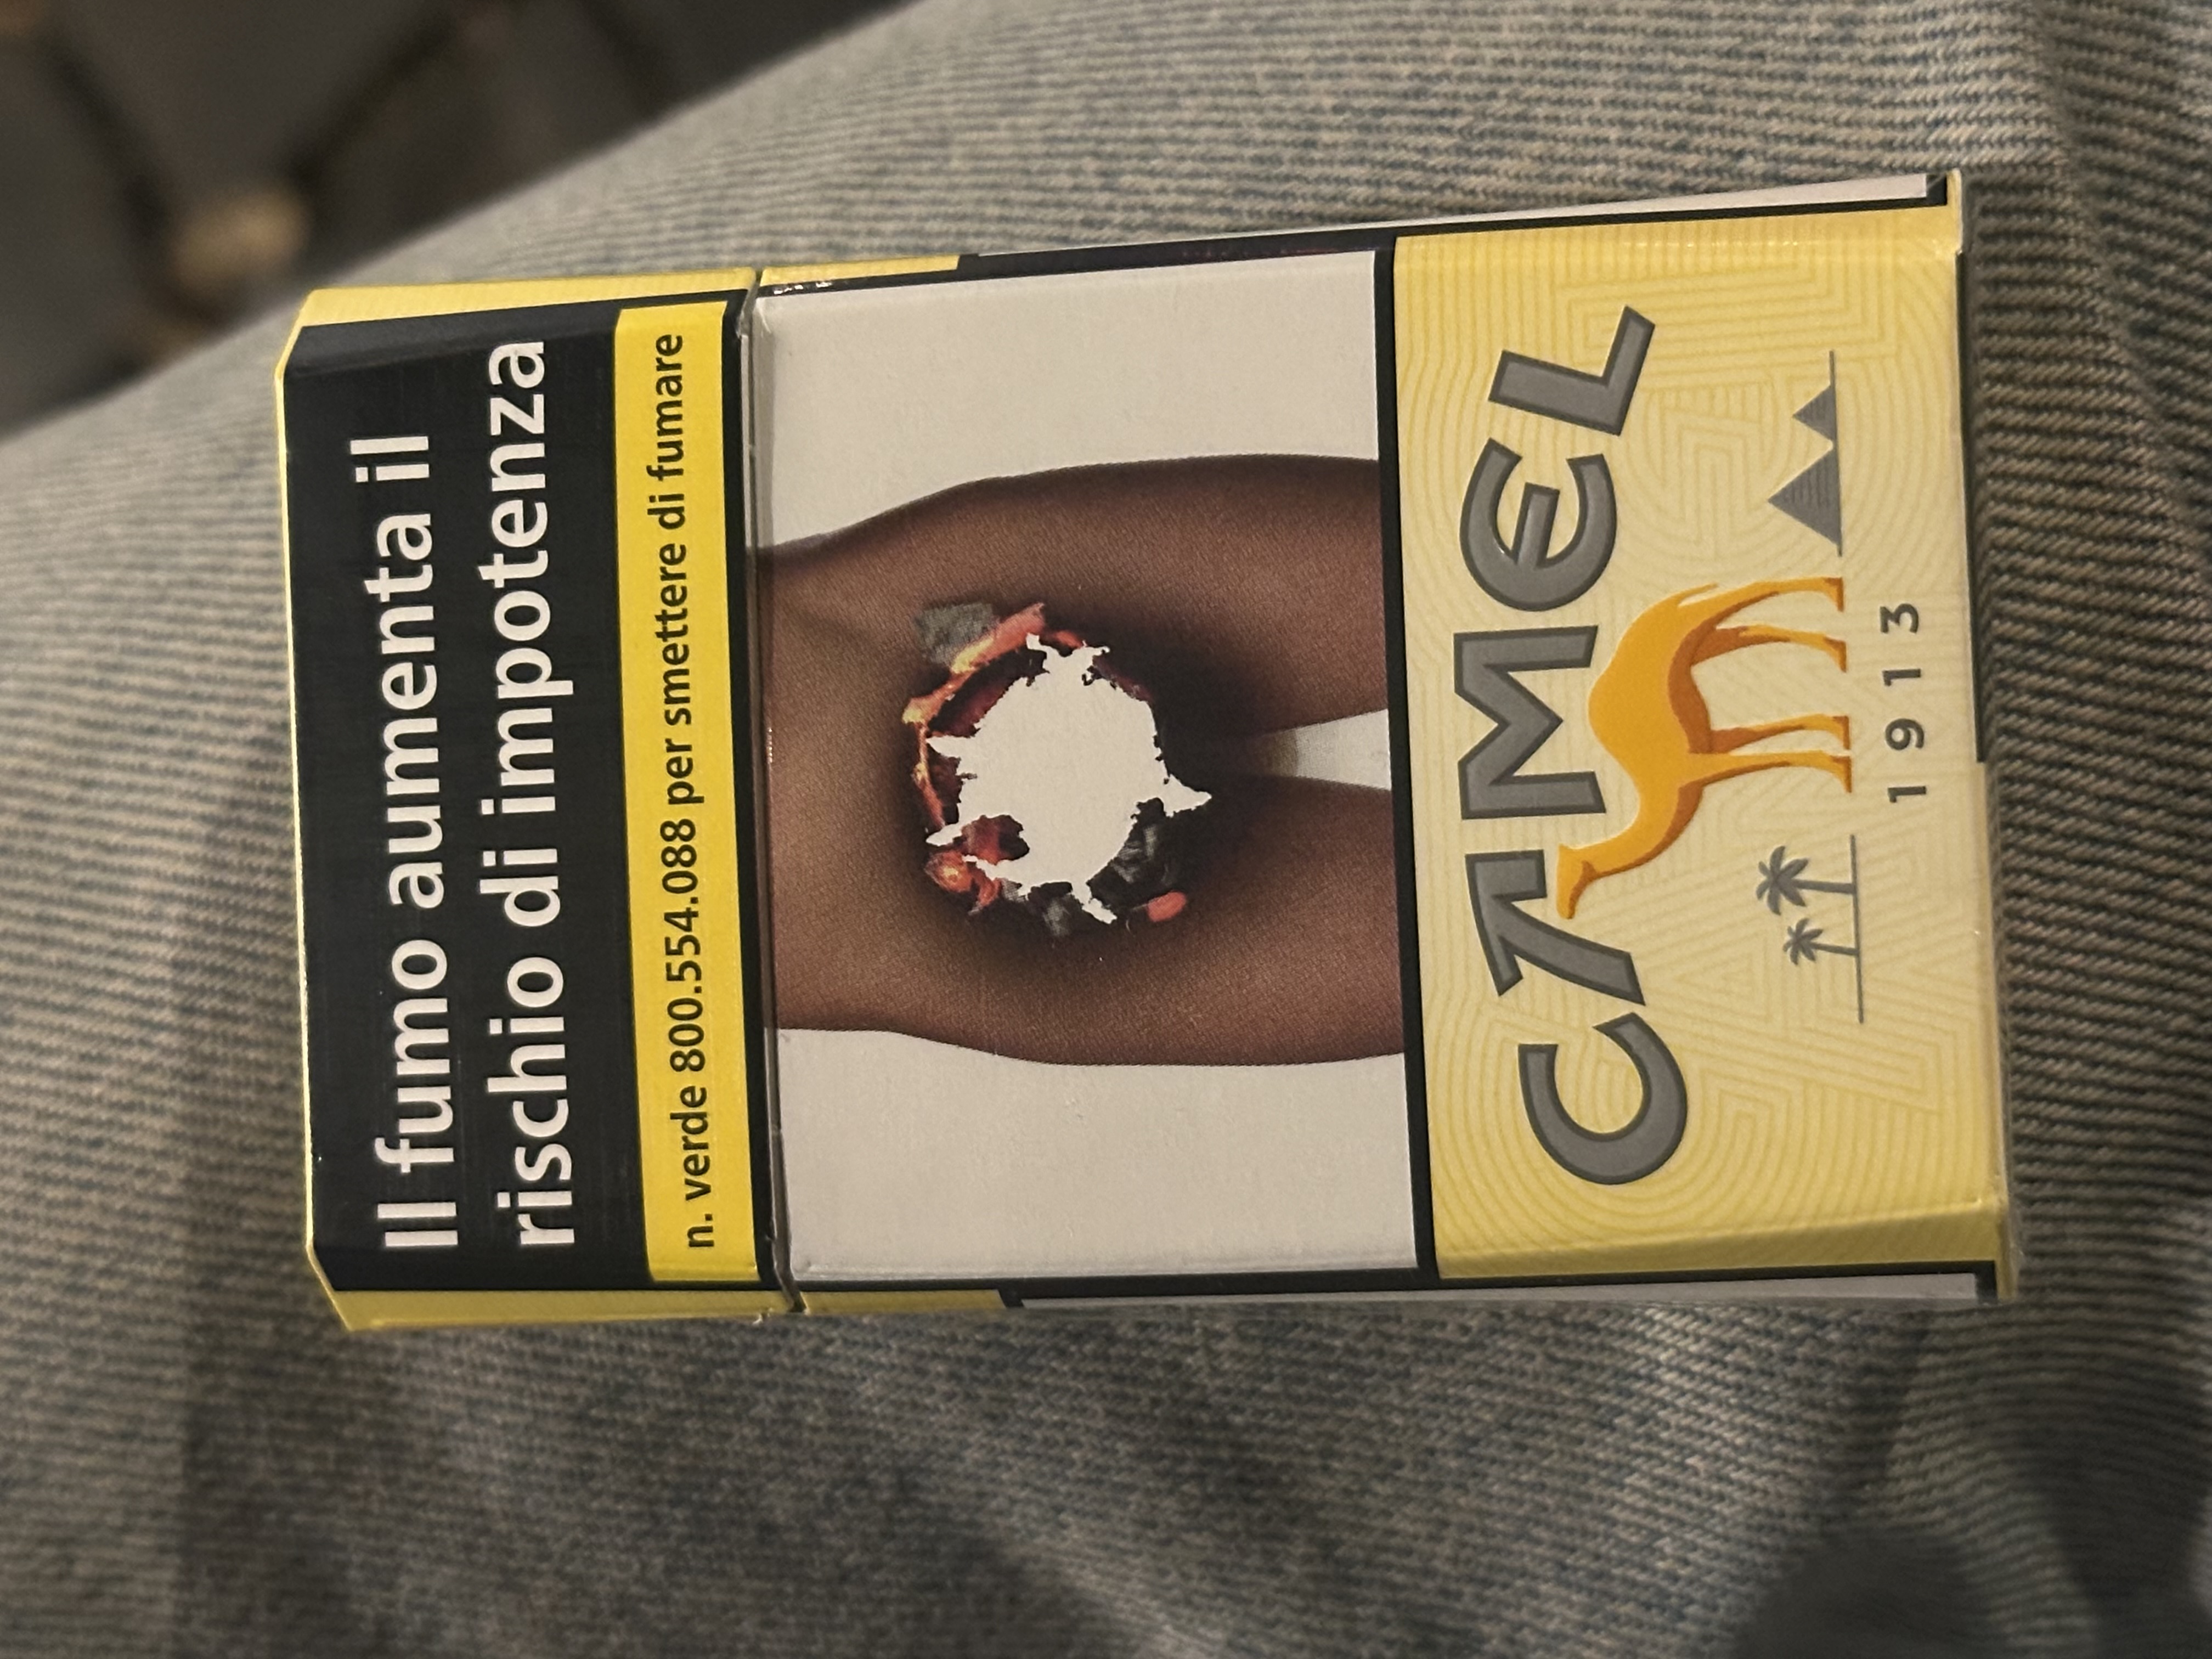 Il fumo aumenta il
rischio di impotenza
n. verde 800.554.088 per smettere di fumare
CAMEL
1913